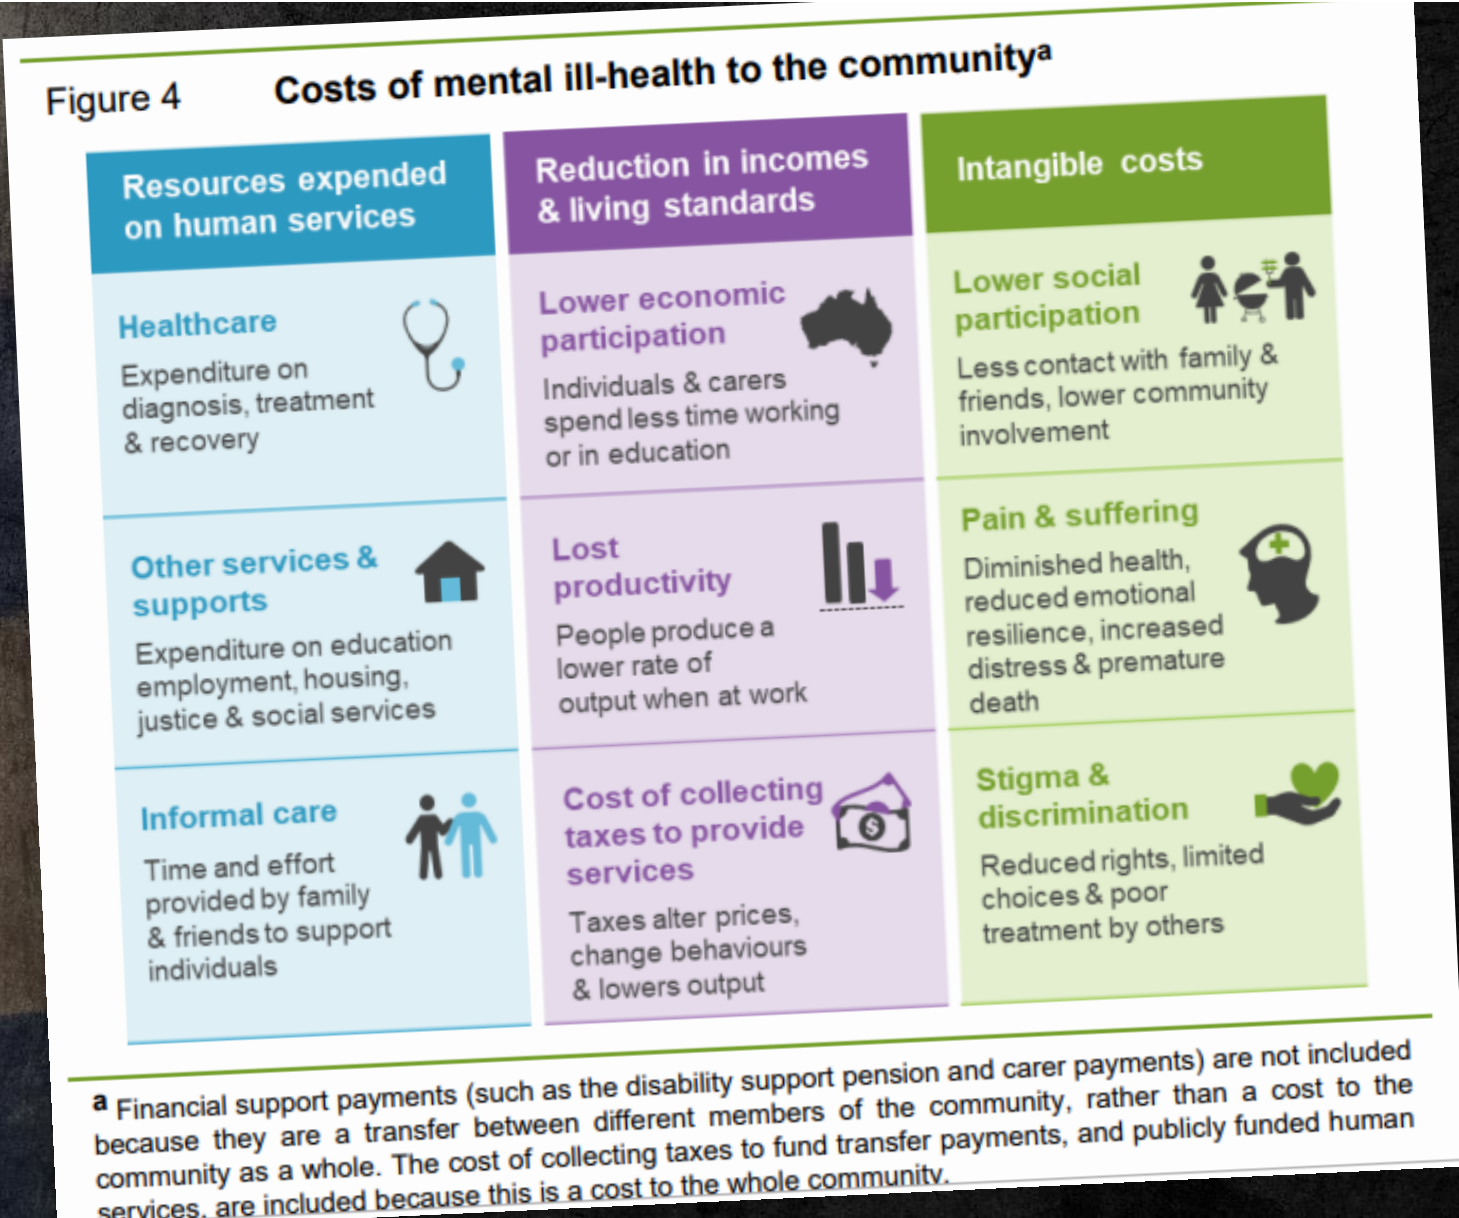 Figure 4 Costs of mental ill-health to the communityᵃ
Resources expended
on human services
Healthcare
Expenditure on
diagnosis, treatment
& recovery
Other services &
supports
Expenditure on education
employment, housing,
justice & social services
Informal care
Time and effort
provided by family
& friends to support
individuals
Reduction in incomes
& living standards
Lower economic
participation
Individuals & carers
spend less time working
or in education
Lost
productivity
People produce a
lower rate of
output when at work
Cost of collecting
taxes to provide
services
$
Taxes alter prices,
change behaviours
& lowers output
Intangible costs
Lower social
participation
Less contact with family &
friends, lower community
involvement
Pain & suffering
Diminished health,
reduced emotional
resilience, increased
distress & premature
death
Stigma &
discrimination
Reduced rights, limited
choices & poor
treatment by others
ᵃ Financial support payments (such as the disability support pension and carer payments) are not included
because they are a transfer between different members of the community, rather than a cost to the
community as a whole. The cost of collecting taxes to fund transfer payments, and publicly funded human
services, are included because this is a cost to the whole community.